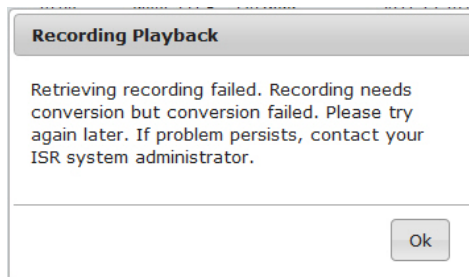 Recording Playback
Retrieving recording failed. Recording needs
conversion but conversion failed. Please try
again later. If problem persists, contact your
ISR system administrator.
Ok